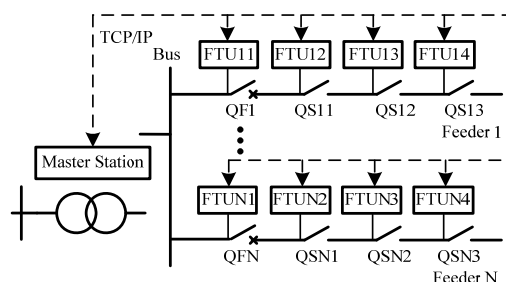 TCP/IP
FTU11 FTU12 FTU13 FTU14
Bus
QF1 QS11 QS12 QS13
Feeder 1
Master Station
FTUN1 FTUN2 FTUN3 FTUN4
QFN QSN1 QSN2 QSN3
Feeder N